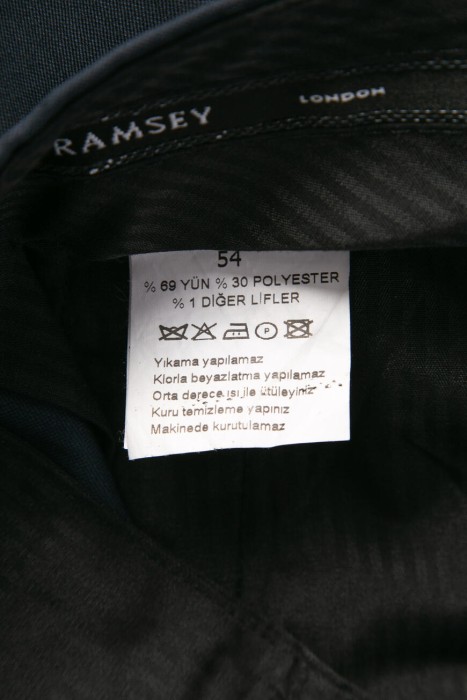 RAMSEY LONDON
54
% 69 YÜN % 30 POLYESTER
% 1 DİĞER LİFLER
P
Yıkama yapılamaz
Klorla beyazlatma yapılamaz
Orta derece ısı ile ütüleyiniz
Kuru temizleme yapınız
Makinede kurutulamaz